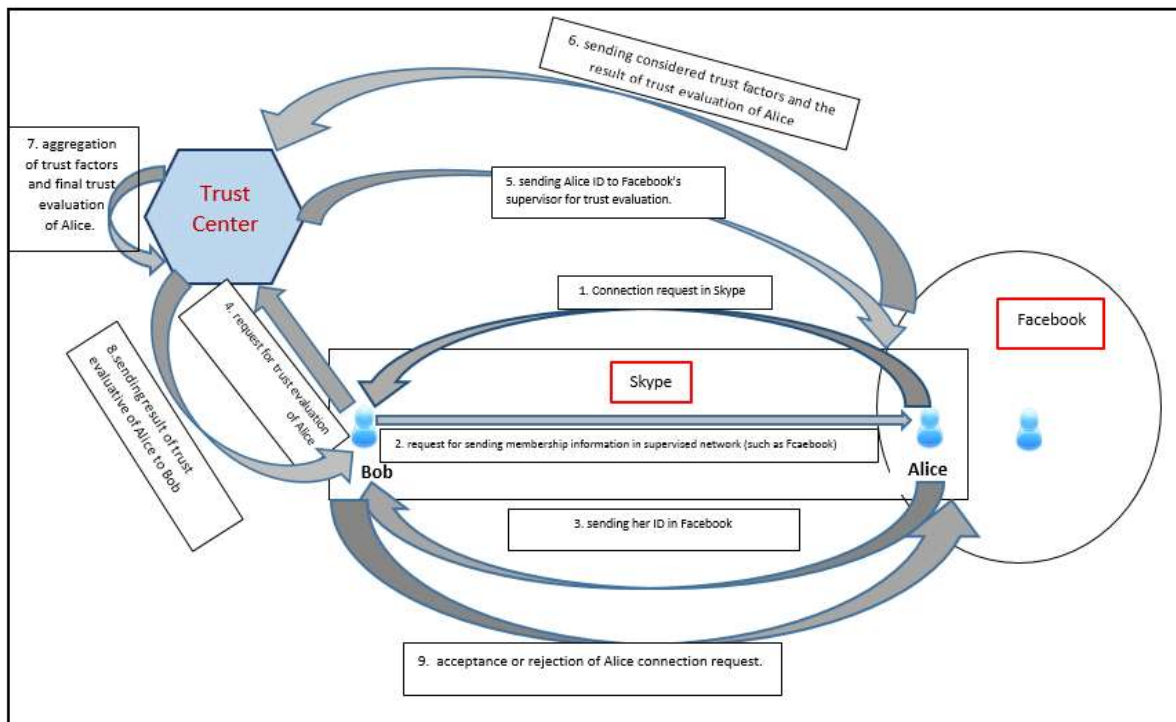 6. sending considered trust factors and the
result of trust evaluation of Alice
7. aggregation
of trust factors
and final trust
evaluation
of Alice.
Trust
Center
5. sending Alice ID to Facebook's
supervisor for trust evaluation.
1. Connection request in Skype
Facebook
4. request for trust evaluation
of Alice
8.sending result of trust
evaluative of Alice to Bob
Skype
2. request for sending membership information in supervised network (such as Fcaebook)
Bob
Alice
3. sending her ID in Facebook
9. acceptance or rejection of Alice connection request.